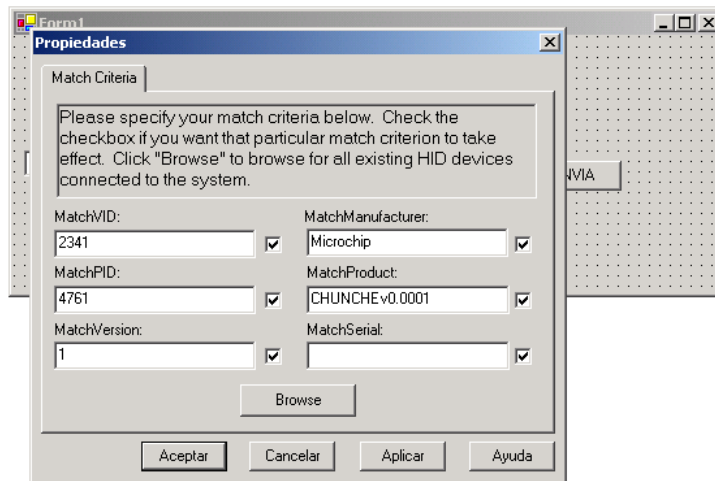 Form1
Propiedades
Match Criteria
Please specify your match criteria below. Check the
checkbox if you want that particular match criterion to take
effect. Click "Browse" to browse for all existing HID devices
connected to the system.
NVIA
MatchVID:
MatchManufacturer:
2341
Microchip
MatchPID:
MatchProduct:
4761
CHUNCHEv0.0001
MatchVersion:
MatchSerial:
1
Browse
Aceptar
Cancelar
Aplicar
Ayuda